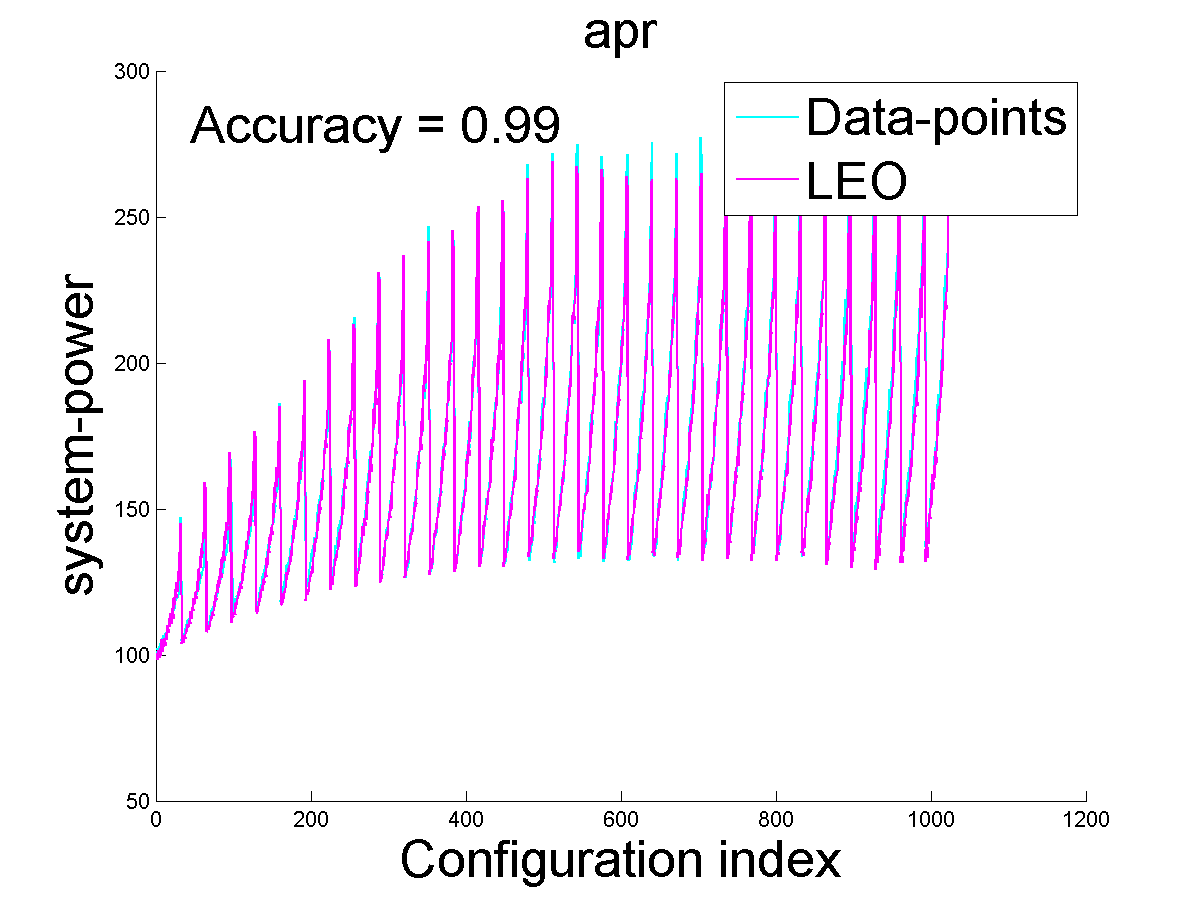 apr
300
Accuracy = 0.99
Data-points
LEO
250
200
150
100
50
system-power
0 200 400 600 800 1000 1200
Configuration index